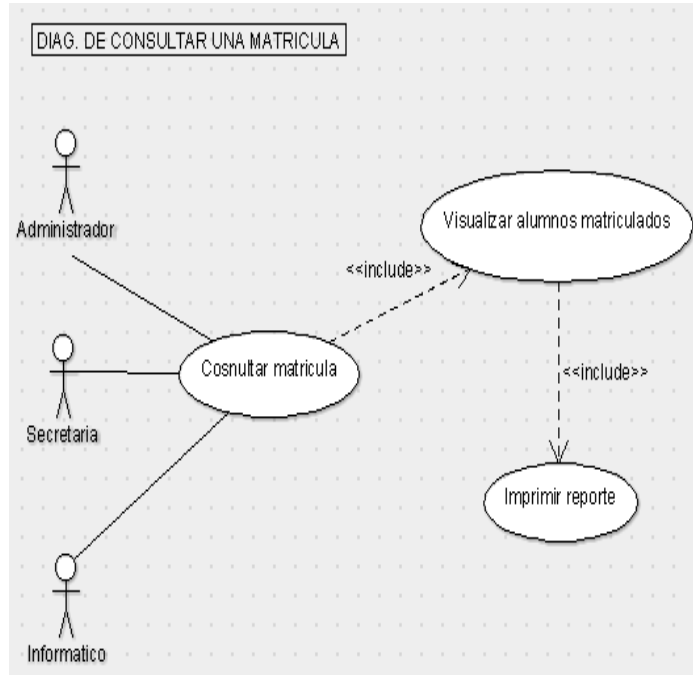 DIAG. DE CONSULTAR UNA MATRICULA
Administrador
Visualizar alumnos matriculados
<<include>>
Cosnultar matricula
<<include>>
Secretaria
Imprimir reporte
Informatico